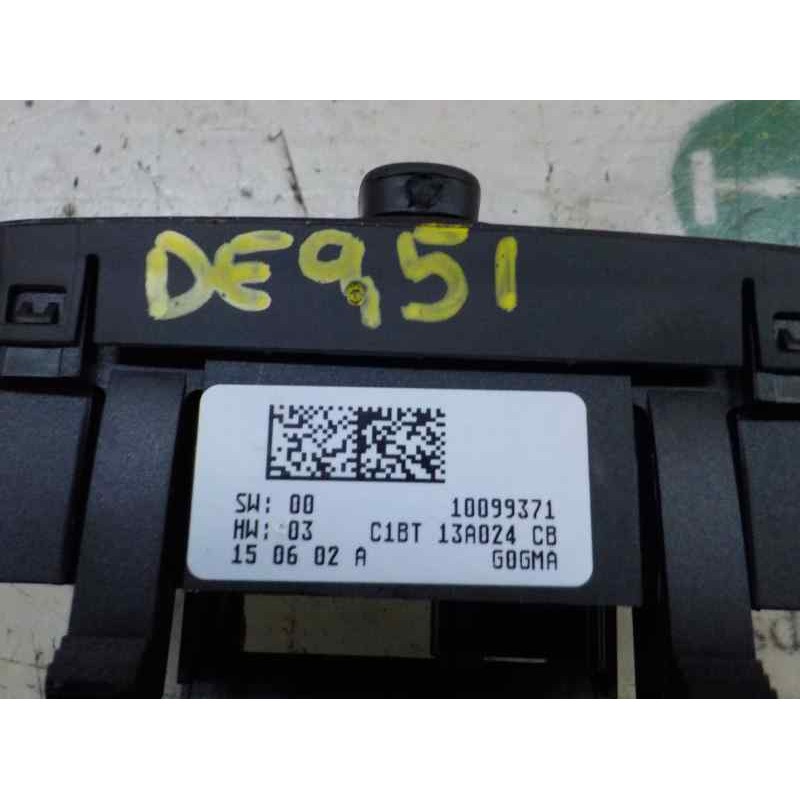 DE951
SW: 00 10099371
HW: 03 C1BT 13A024 CB
15 06 02 A G0GMA